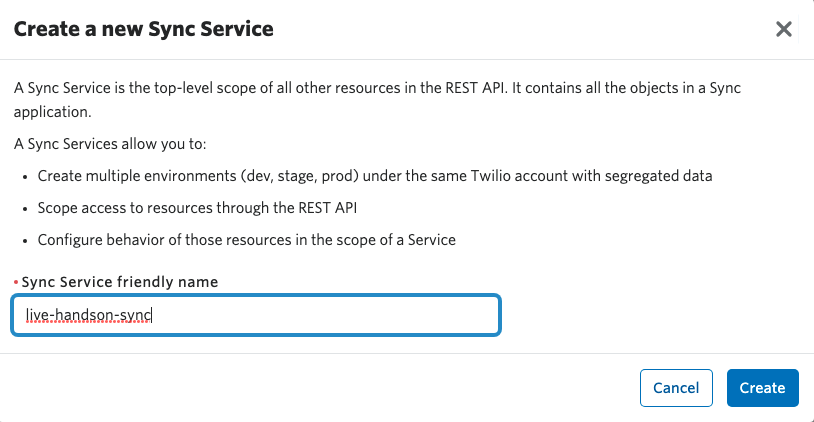 Create a new Sync Service
A Sync Service is the top-level scope of all other resources in the REST API. It contains all the objects in a Sync
application.
A Sync Services allow you to:
• Create multiple environments (dev, stage, prod) under the same Twilio account with segregated data
• Scope access to resources through the REST API
• Configure behavior of those resources in the scope of a Service
• Sync Service friendly name
live-handson-sync
Cancel Create